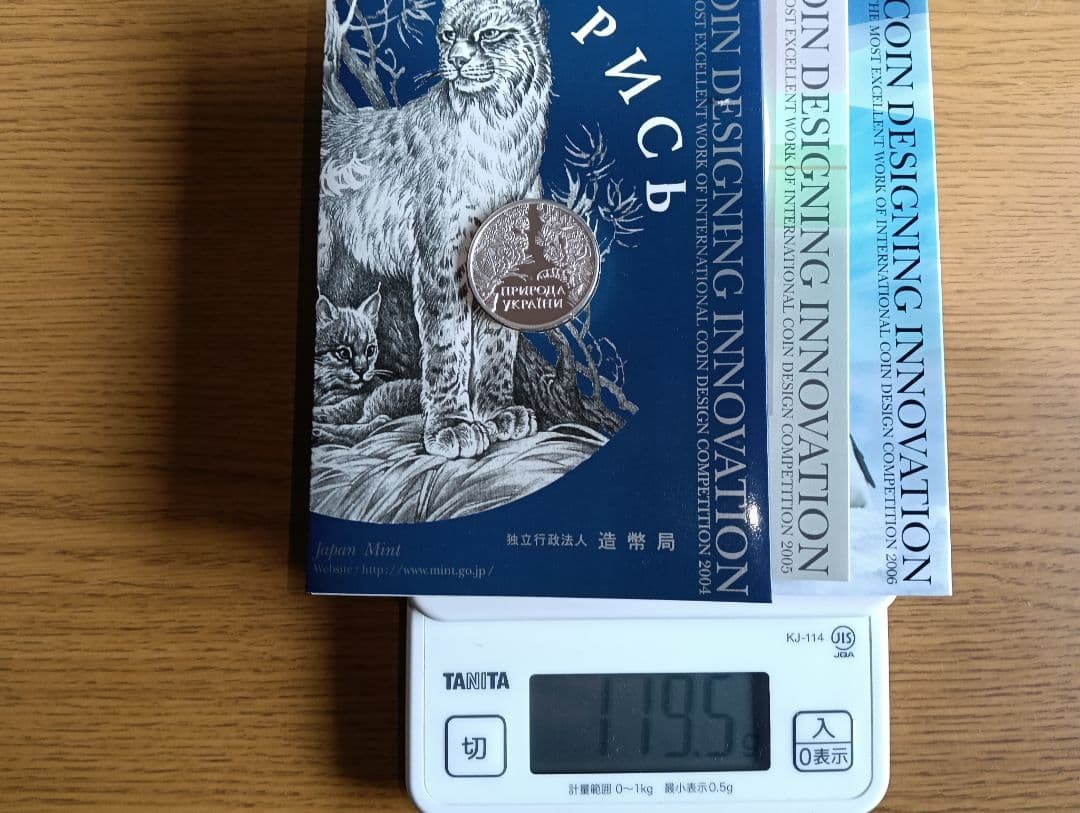 РИСЬ
ПРИРОДА
УКРАЇНИ
COIN DESIGNING INNOVATION
MOST EXCELLENT WORK OF INTERNATIONAL COIN DESIGN COMPETITION 2004
COIN DESIGNING INNOVATION
MOST EXCELLENT WORK OF INTERNATIONAL COIN DESIGN COMPETITION 2005
COIN DESIGNING INNOVATION
THE MOST EXCELLENT WORK OF INTERNATIONAL COIN DESIGN COMPETITION 2006
独立行政法人 造幣局
Japan Mint
Website : http://www.mint.go.jp/
KJ-114 JIS
JQA
TANITA
119.5g
切
入
0表示
計量範囲 0～1kg 最小表示0.5g